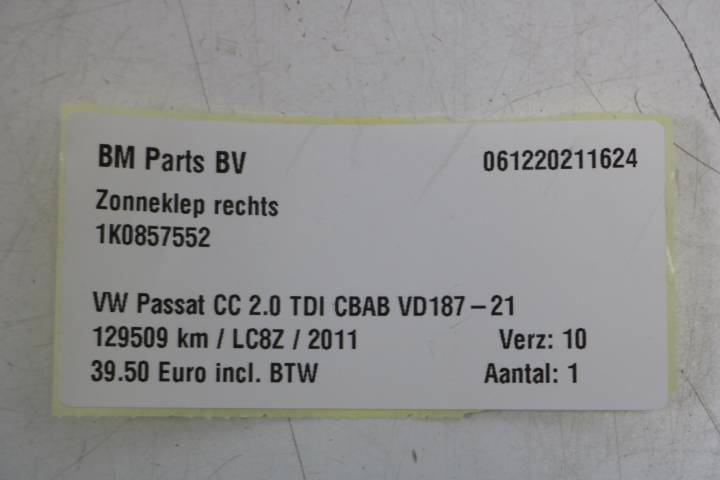 BM Parts BV 061220211624
Zonneklep rechts
1K0857552
VW Passat CC 2.0 TDI CBAB VD187-21
129509 km / LC8Z / 2011 Verz: 10
39.50 Euro incl. BTW Aantal: 1